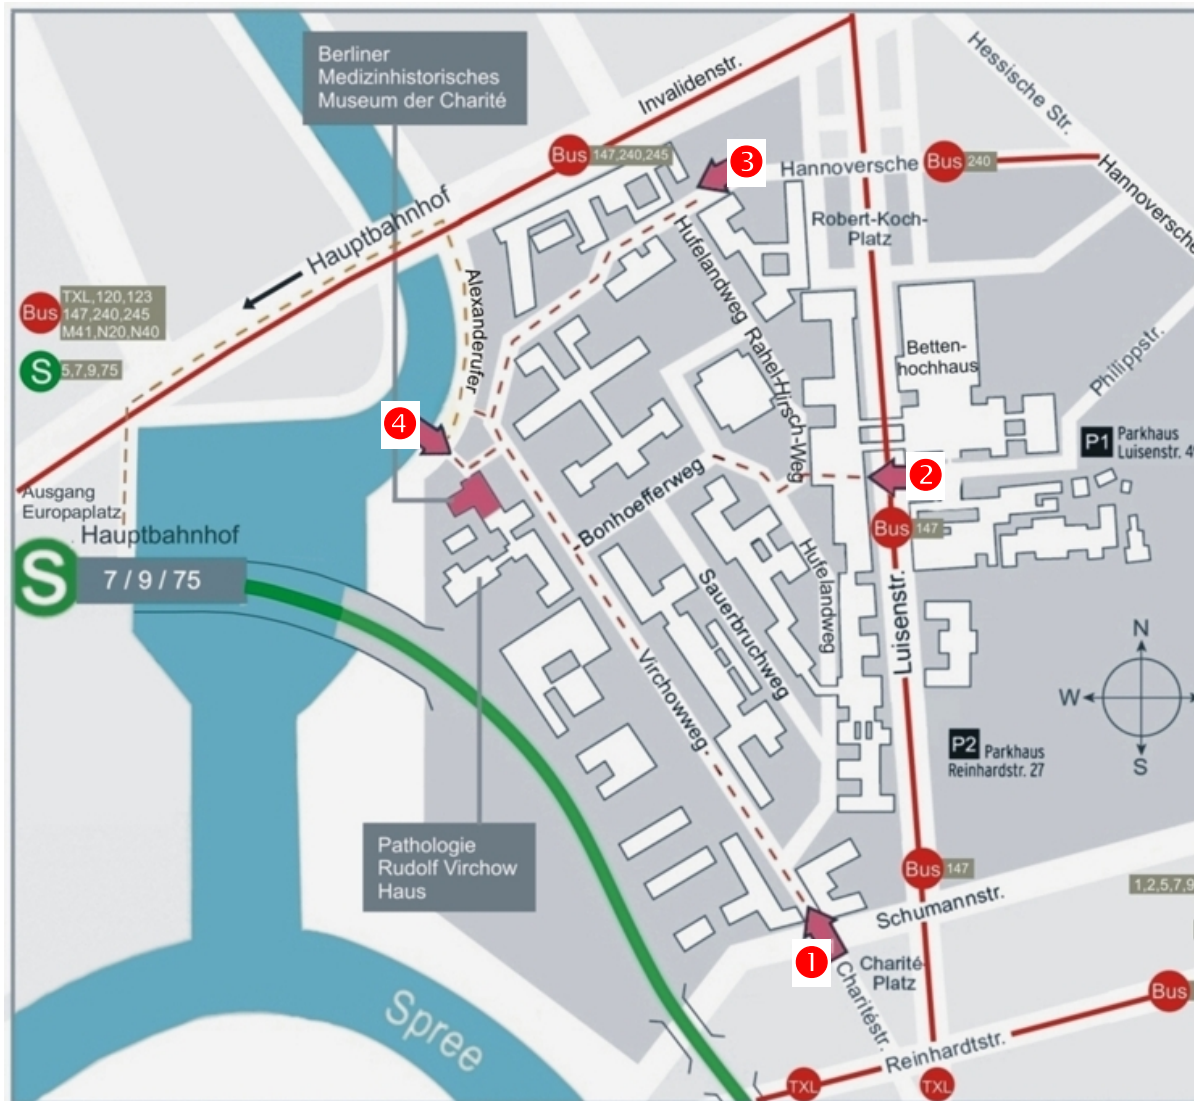 Berliner
Medizinhistorisches
Museum der Charité
Invalidenstr.
Hessische Str.
Bus 147,240,245
3
Hannoversche
Bus 240
Hannoversche
Robert-Koch-
Platz
Hauptbahnhof
Hufelandweg
Alexanderufer
Bus
TXL,120,123
147,240,245
M41,N20,N40
S 5,7,9,75
Rahel-Hirsch-Weg
Betten-
hochhaus
Philippstr.
4
P1 Parkhaus
Luisenstr. 4
2
Bonhoefferweg
Ausgang
Europaplatz
Hauptbahnhof
S 7 / 9 / 75
Bus 147
Hufelandweg
Sauerbruchweg
Luisenstr.
Virchowweg
N
W
S
P2 Parkhaus
Reinhardstr. 27
Pathologie
Rudolf Virchow
Haus
Bus 147
1,2,5,7,9
Schumannstr.
1
Charité-
Platz
Charitéstr.
Spree
Bus
Reinhardtstr.
TXL
TXL